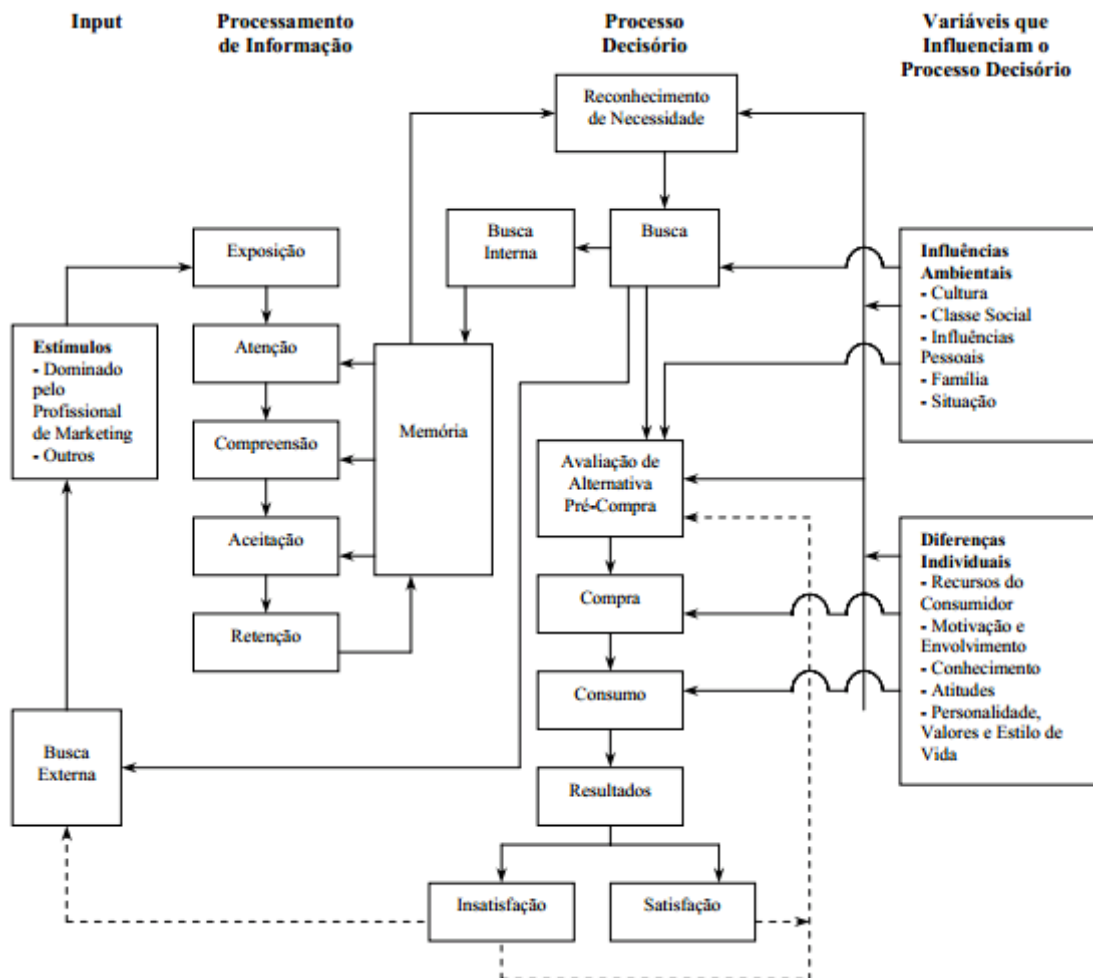 Input
Processamento
de Informação
Processo
Decisório
Variáveis que
Influenciam o
Processo Decisório
Reconhecimento
de Necessidade
Busca
Interna
Busca
Exposição
Influências
Ambientais
- Cultura
- Classe Social
- Influências
Pessoais
- Família
- Situação
Estímulos
- Dominado
pelo
Profissional
de Marketing
- Outros
Atenção
Memória
Compreensão
Avaliação de
Alternativa
Pré-Compra
Aceitação
Diferenças
Individuais
- Recursos do
Consumidor
- Motivação e
Envolvimento
- Conhecimento
- Atitudes
- Personalidade,
Valores e Estilo de
Vida
Compra
Retenção
Consumo
Busca
Externa
Resultados
Insatisfação
Satisfação